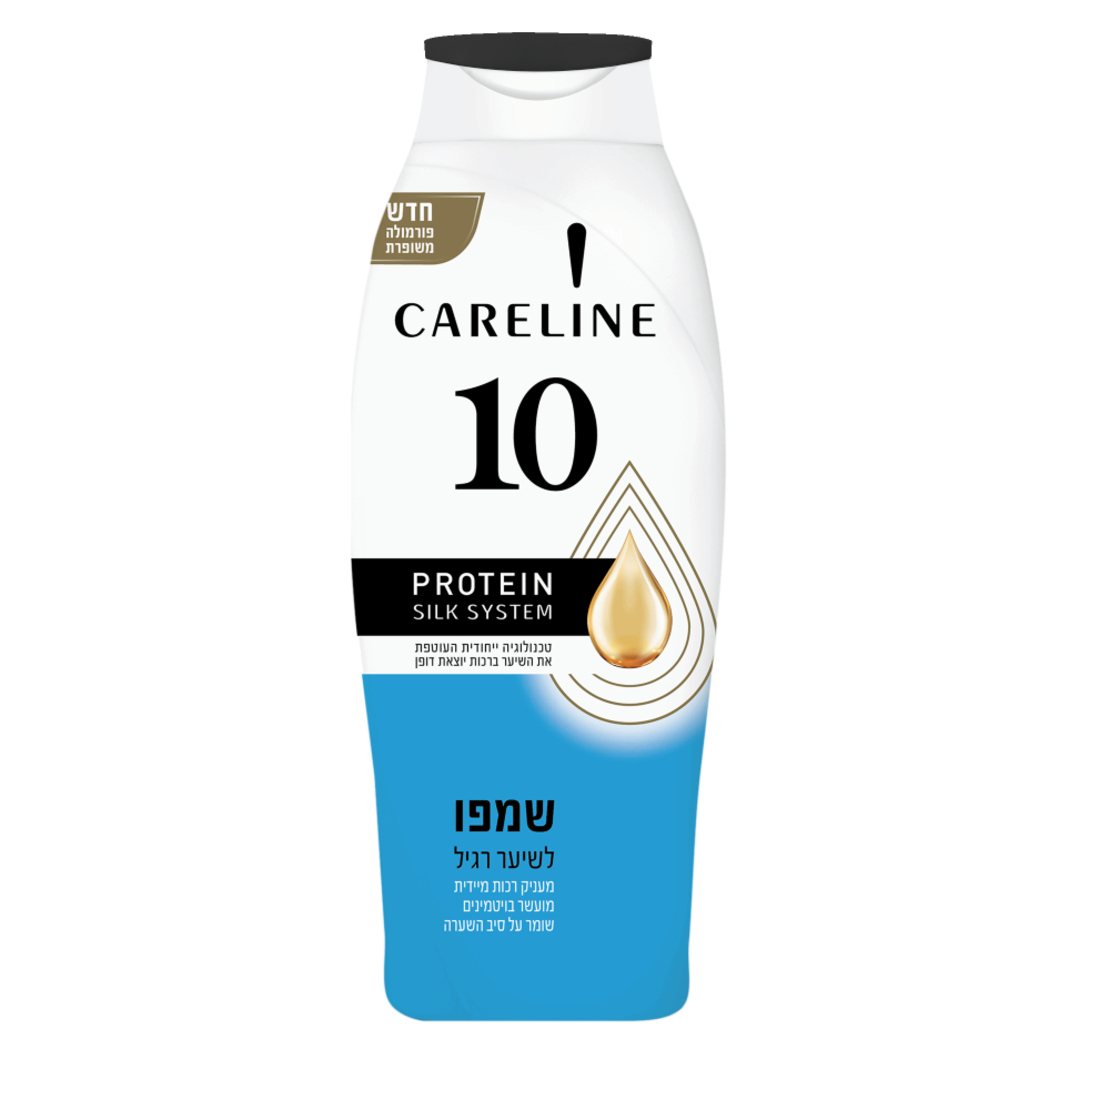 חדש
פורמולה
משופרת
CARELINE
10
PROTEIN
SILK SYSTEM
טכנולוגיה ייחודית העוטפת
את השיער ברכות יוצאת דופן
שמפו
לשיער רגיל
מעניק רכות מיידית
מועשר בויטמינים
שומר על סיב השערה